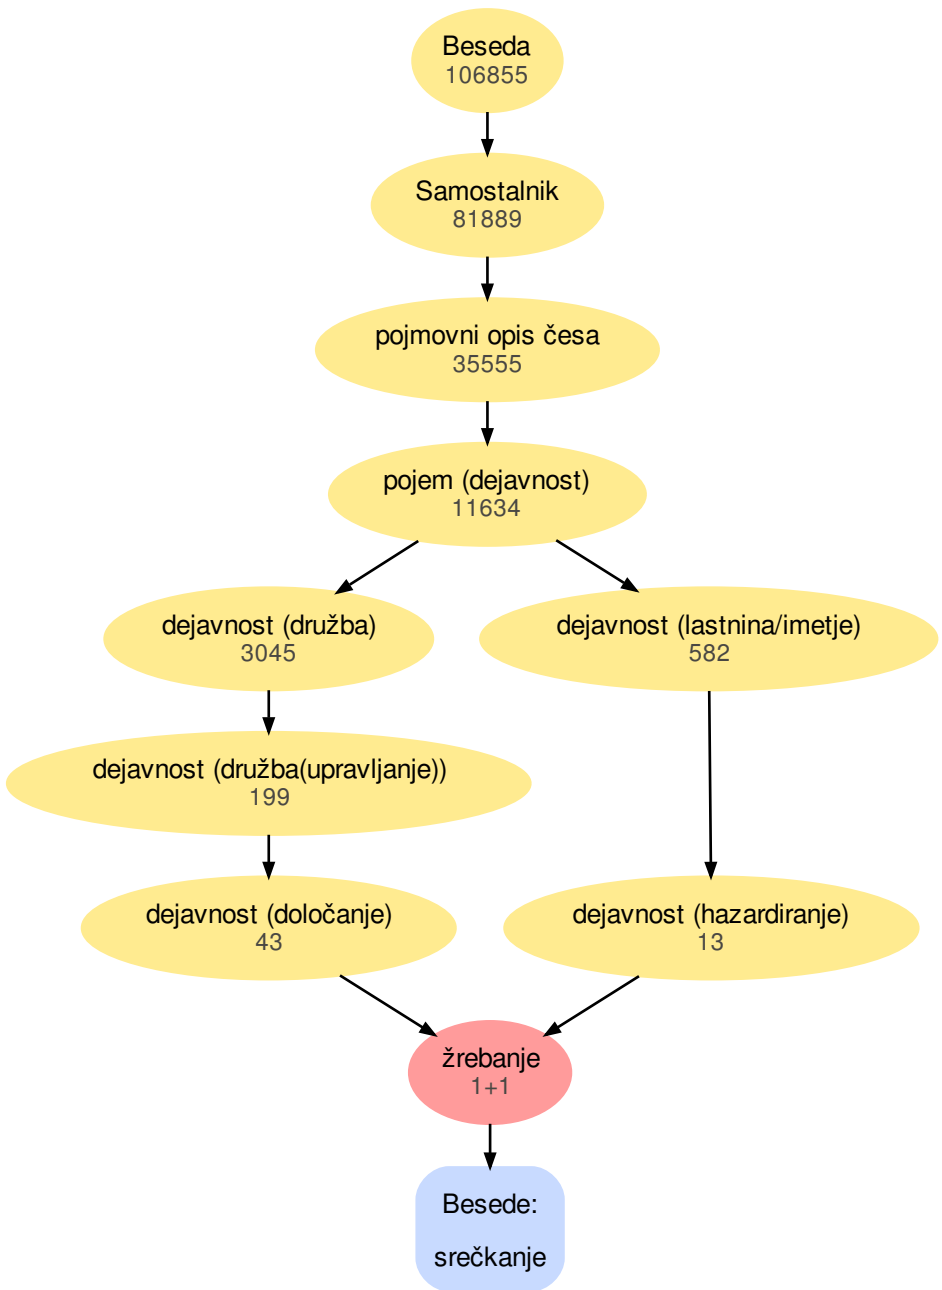 Beseda
106855
Samostalnik
81889
pojmovni opis česa
35555
pojem (dejavnost)
11634
dejavnost (družba)
3045
dejavnost (lastnina/imetje)
582
dejavnost (družba(upravljanje))
199
dejavnost (določanje)
43
dejavnost (hazardiranje)
13
žrebanje
1+1
Besede:
srečkanje